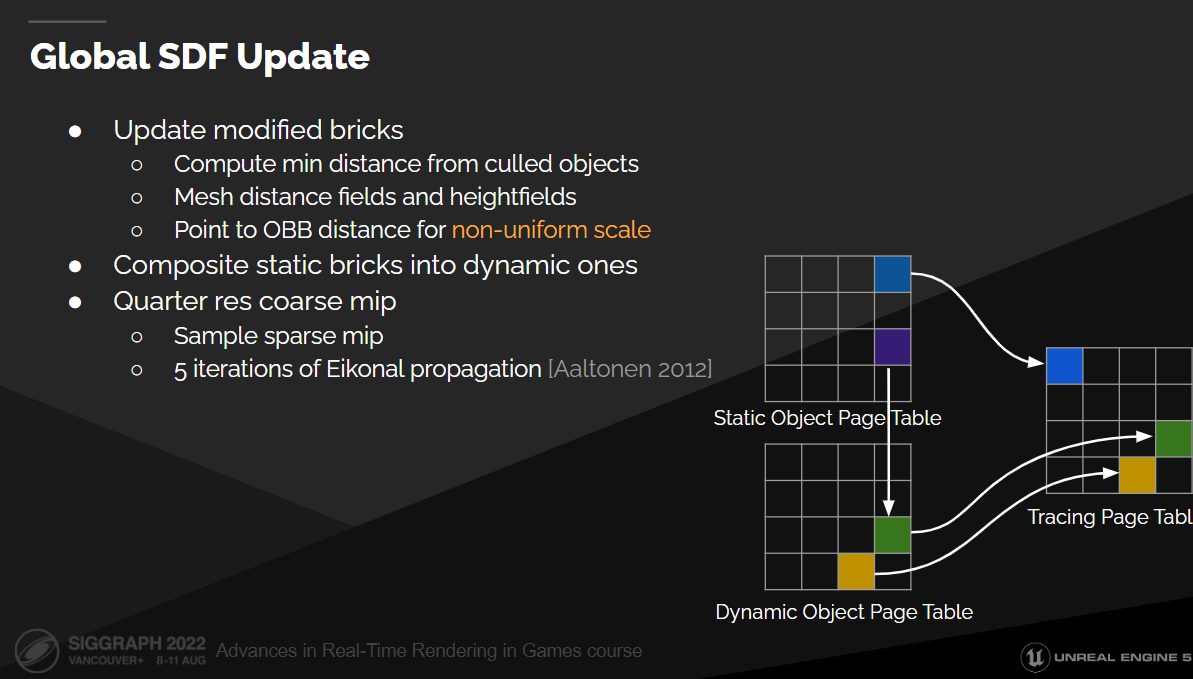 Global SDF Update
● Update modified bricks
○ Compute min distance from culled objects
○ Mesh distance fields and heightfields
○ Point to OBB distance for non-uniform scale
● Composite static bricks into dynamic ones
● Quarter res coarse mip
○ Sample sparse mip
○ 5 iterations of Eikonal propagation [Aaltonen 2012]
Static Object Page Table
Tracing Page Tabl
Dynamic Object Page Table
SIGGRAPH 2022
VANCOUVER+ 8-11 AUG
Advances in Real-Time Rendering in Games course
UNREAL ENGINE 5